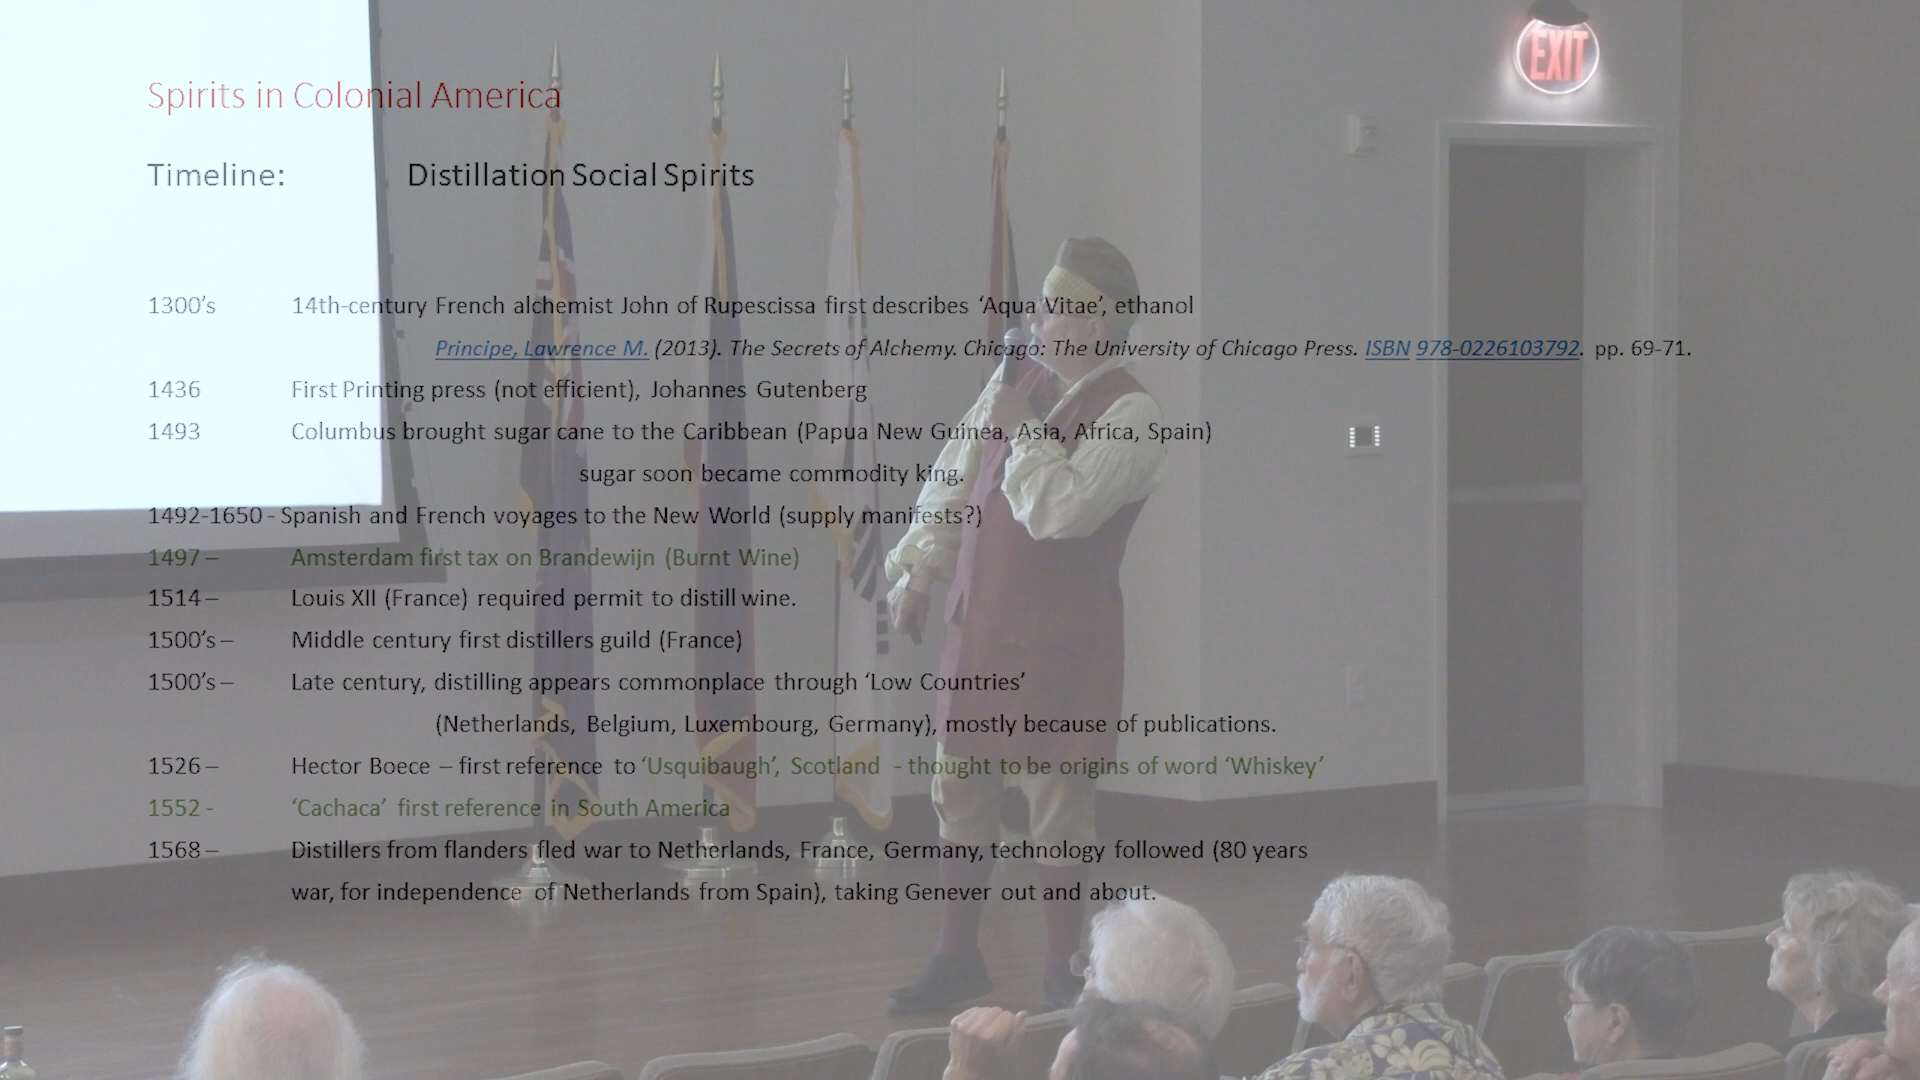 EXIT
Spirits in Colonial America
Timeline: Distillation Social Spirits
1300’s 14th-century French alchemist John of Rupescissa first describes ‘Aqua Vitae’, ethanol
Principe, Lawrence M. (2013). The Secrets of Alchemy. Chicago: The University of Chicago Press. ISBN 978-0226103792. pp. 69-71.
1436 First Printing press (not efficient), Johannes Gutenberg
1493 Columbus brought sugar cane to the Caribbean (Papua New Guinea, Asia, Africa, Spain)
sugar soon became commodity king.
1492-1650 - Spanish and French voyages to the New World (supply manifests?)
1497 – Amsterdam first tax on Brandewijn (Burnt Wine)
1514 – Louis XII (France) required permit to distill wine.
1500’s – Middle century first distillers guild (France)
1500’s – Late century, distilling appears commonplace through ‘Low Countries’
(Netherlands, Belgium, Luxembourg, Germany), mostly because of publications.
1526 – Hector Boece – first reference to ‘Usquibaugh’, Scotland - thought to be origins of word ‘Whiskey’
1552 - ‘Cachaca’ first reference in South America
1568 – Distillers from flanders fled war to Netherlands, France, Germany, technology followed (80 years
war, for independence of Netherlands from Spain), taking Genever out and about.